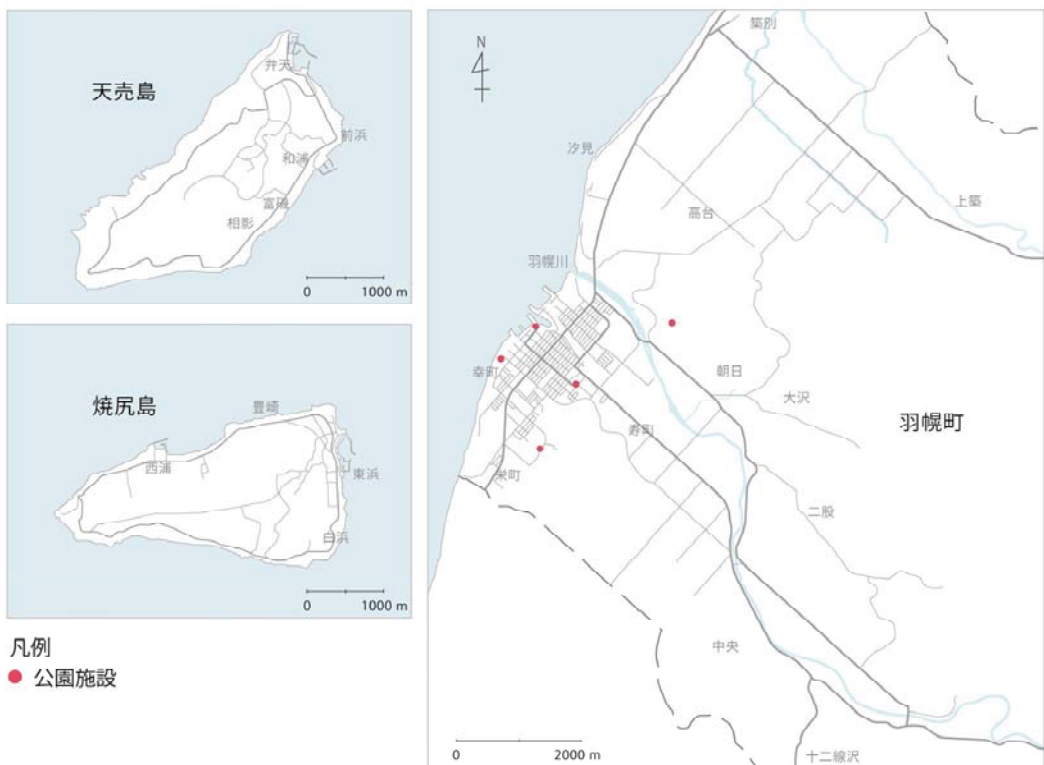 天売島
弁天
前浜
和浦
富磯
相影
0 1000 m
焼尻島
豊崎
西浦
東浜
白浜
0 1000 m
凡例
公園施設
N
築別
汐見
高台
上築
羽幌川
幸町
朝日
大沢
寿町
羽幌町
栄町
二股
中央
0 2000 m
十二線沢